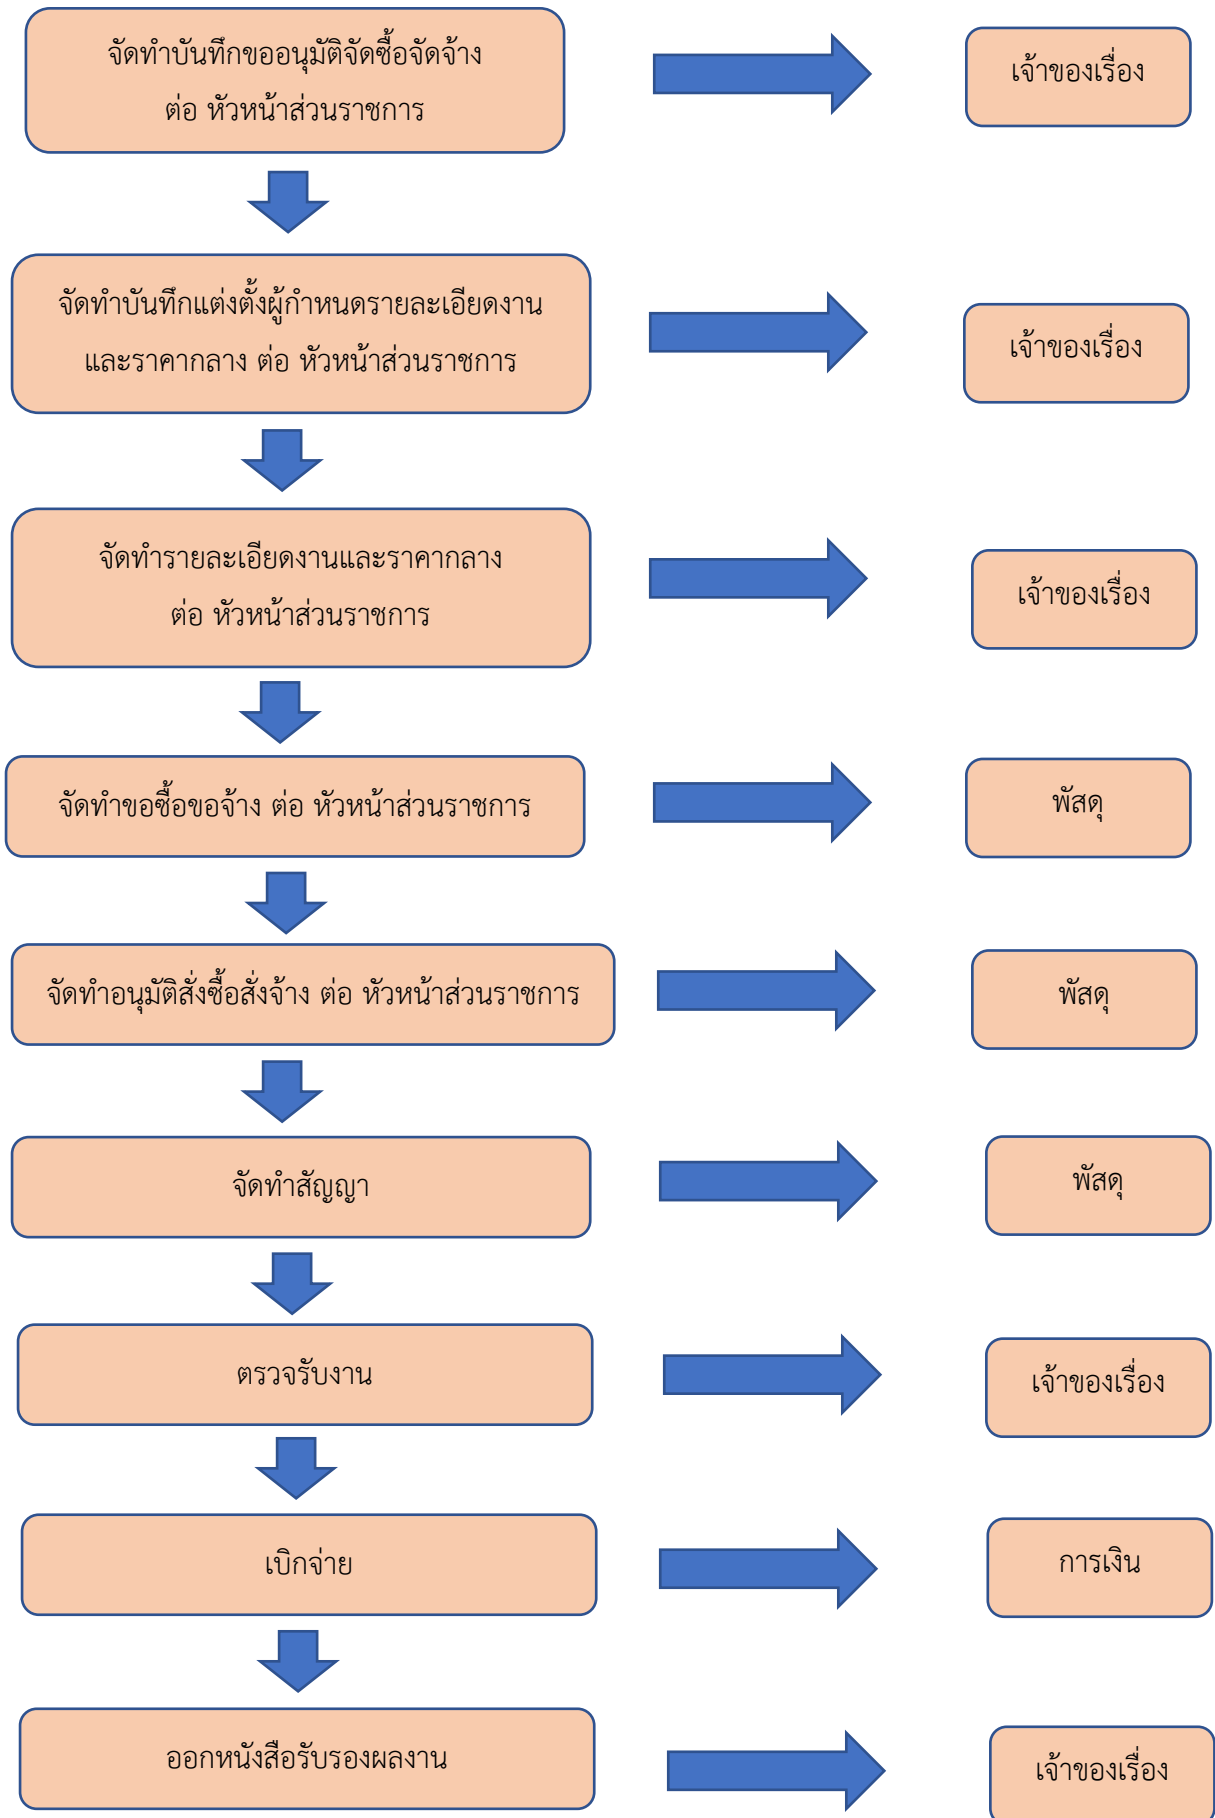 จัดทำบันทึกขออนุมัติจัดซื้อจัดจ้าง
ต่อ หัวหน้าส่วนราชการ
เจ้าของเรื่อง
จัดทำบันทึกแต่งตั้งผู้กำหนดรายละเอียดงาน
และราคากลาง ต่อ หัวหน้าส่วนราชการ
เจ้าของเรื่อง
จัดทำรายละเอียดงานและราคากลาง
ต่อ หัวหน้าส่วนราชการ
เจ้าของเรื่อง
จัดทำขอซื้อขอจ้าง ต่อ หัวหน้าส่วนราชการ
พัสดุ
จัดทำอนุมัติสั่งซื้อสั่งจ้าง ต่อ หัวหน้าส่วนราชการ
พัสดุ
จัดทำสัญญา
พัสดุ
ตรวจรับงาน
เจ้าของเรื่อง
เบิกจ่าย
การเงิน
ออกหนังสือรับรองผลงาน
เจ้าของเรื่อง